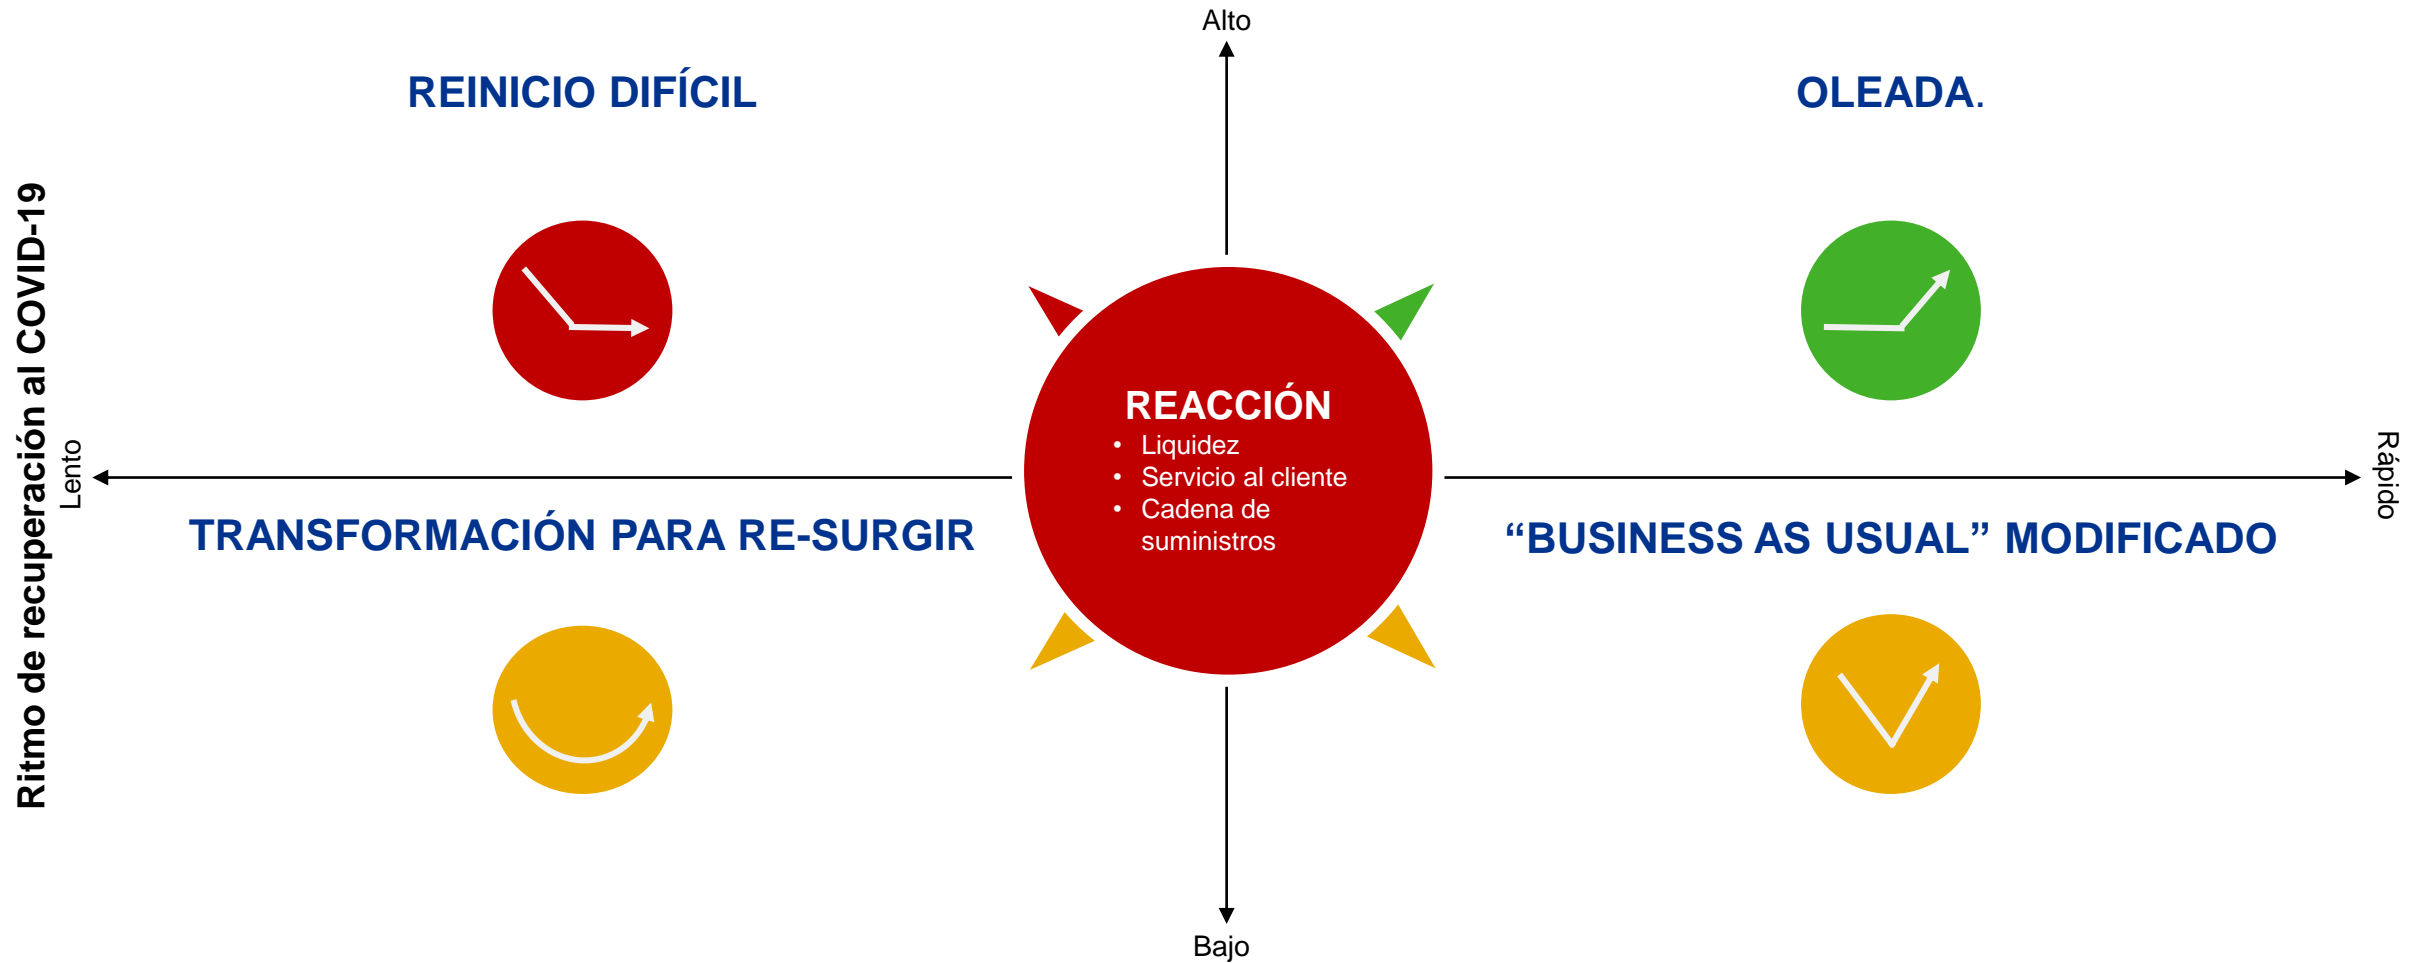 Alto
REINICIO DIFÍCIL
OLEADA.
Ritmo de recuperación al COVID-19
Lento
Rápido
REACCIÓN
• Liquidez
• Servicio al cliente
• Cadena de
suministros
TRANSFORMACIÓN PARA RE-SURGIR
“BUSINESS AS USUAL” MODIFICADO
Bajo